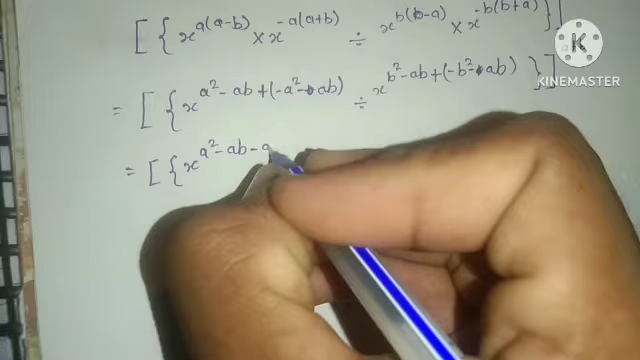 [ { x^{a(a-b)} × x^{-a(a+b)} ÷ x^{b(b-a)} × x^{-b(b+a)} } ]
K
KINEMASTER
= [ { x^{a²-ab+(-a²-ab)} ÷ x^{b²-ab+(-b²-ab)} } ]
= [ { x^{a²-ab-a